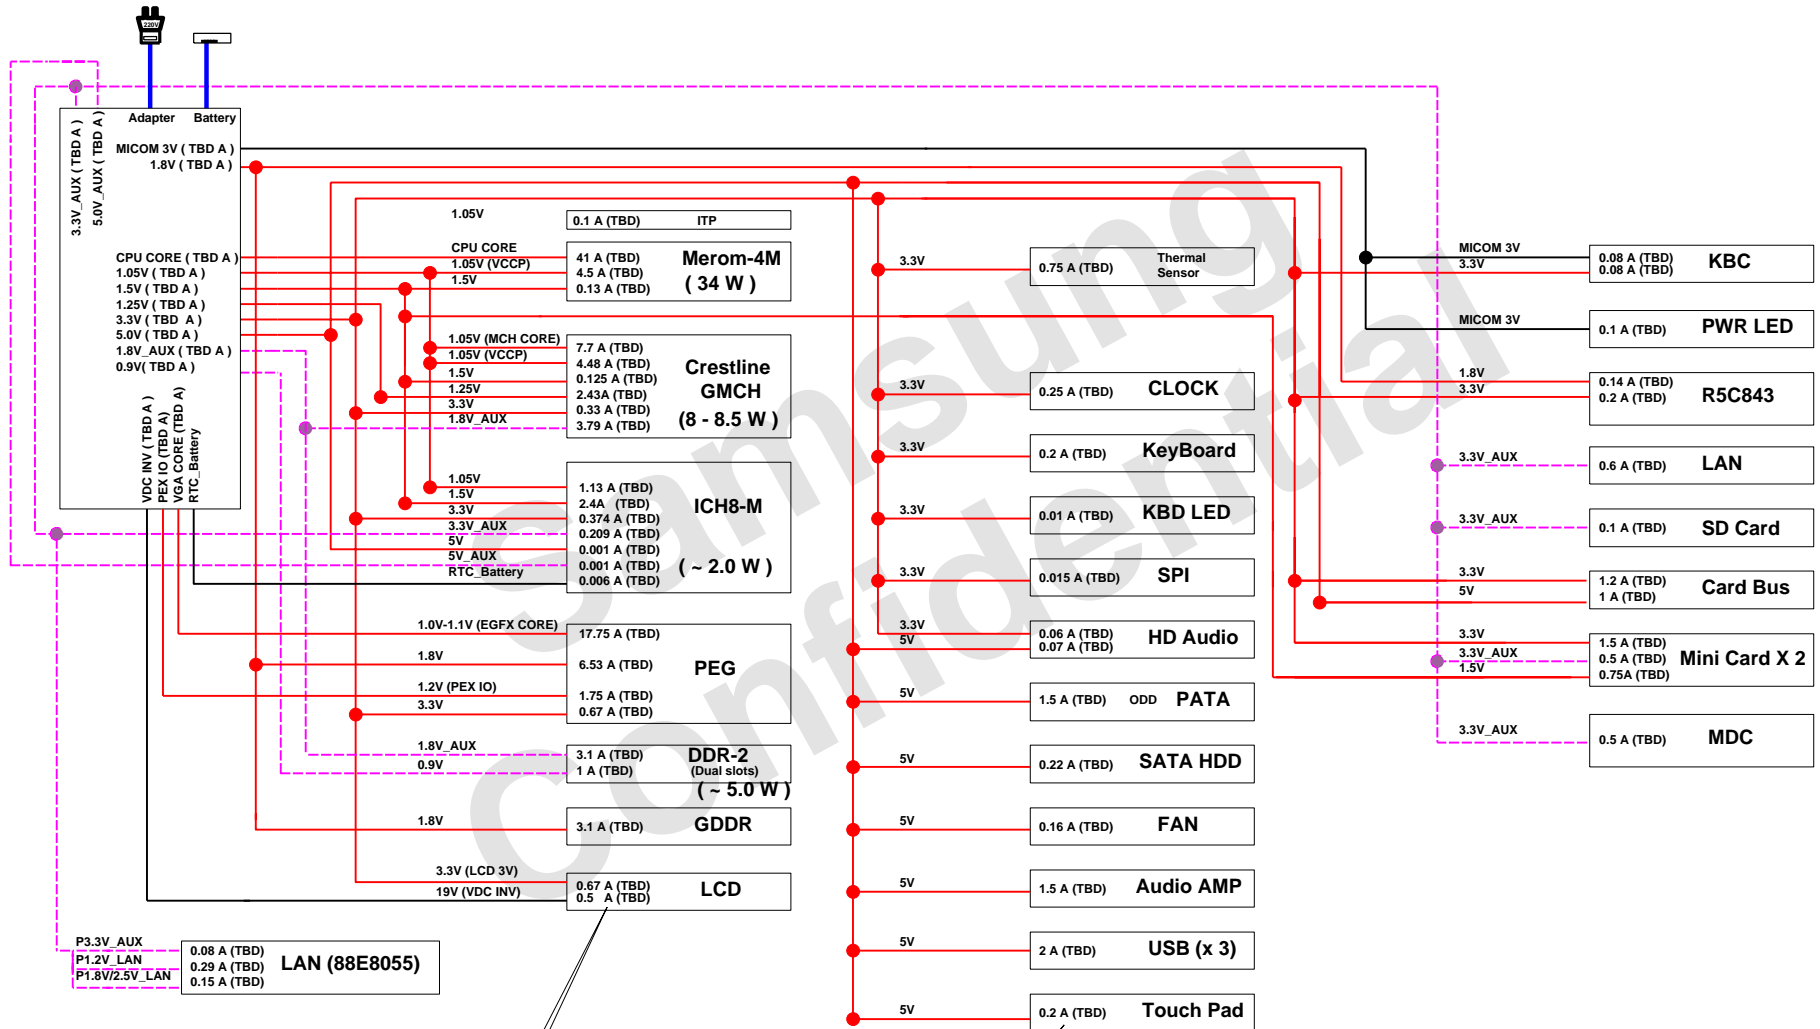 220V
Adapter
Battery
3.3V_AUX ( TBD A )
5.0V_AUX ( TBD A )
MICOM 3V ( TBD A )
1.8V ( TBD A )
CPU CORE ( TBD A )
1.05V ( TBD A )
1.5V ( TBD A )
1.25V ( TBD A )
3.3V ( TBD A )
5.0V ( TBD A )
1.8V_AUX ( TBD A )
0.9V( TBD A )
VDC INV ( TBD A )
PEX IO (TBD A)
VGA CORE (TBD A)
RTC_Battery
1.05V
0.1 A (TBD) ITP
CPU CORE
1.05V (VCCP)
1.5V
41 A (TBD)
4.5 A (TBD)
0.13 A (TBD)
Merom-4M
( 34 W )
1.05V (MCH CORE)
1.05V (VCCP)
1.5V
1.25V
3.3V
1.8V_AUX
7.7 A (TBD)
4.48 A (TBD)
0.125 A (TBD)
2.43A (TBD)
0.33 A (TBD)
3.79 A (TBD)
Crestline
GMCH
(8 - 8.5 W )
1.05V
1.5V
3.3V
3.3V_AUX
5V
5V_AUX
RTC_Battery
1.13 A (TBD)
2.4A (TBD)
0.374 A (TBD)
0.209 A (TBD)
0.001 A (TBD)
0.001 A (TBD)
0.006 A (TBD)
ICH8-M
( ~ 2.0 W )
1.0V-1.1V (EGFX CORE)
1.8V
1.2V (PEX IO)
3.3V
17.75 A (TBD)
6.53 A (TBD)
1.75 A (TBD)
0.67 A (TBD)
PEG
1.8V_AUX
0.9V
3.1 A (TBD)
1 A (TBD)
DDR-2
(Dual slots)
( ~ 5.0 W )
1.8V
3.1 A (TBD)
GDDR
3.3V (LCD 3V)
19V (VDC INV)
0.67 A (TBD)
0.5 A (TBD)
LCD
P3.3V_AUX
P1.2V_LAN
P1.8V/2.5V_LAN
0.08 A (TBD)
0.29 A (TBD)
0.15 A (TBD)
LAN (88E8055)
3.3V
0.75 A (TBD)
Thermal
Sensor
3.3V
0.25 A (TBD)
CLOCK
3.3V
0.2 A (TBD)
KeyBoard
3.3V
0.01 A (TBD)
KBD LED
3.3V
0.015 A (TBD)
SPI
3.3V
5V
0.06 A (TBD)
0.07 A (TBD)
HD Audio
5V
1.5 A (TBD) ODD PATA
5V
0.22 A (TBD)
SATA HDD
5V
0.16 A (TBD)
FAN
5V
1.5 A (TBD)
Audio AMP
5V
2 A (TBD)
USB (x 3)
5V
0.2 A (TBD)
Touch Pad
MICOM 3V
3.3V
0.08 A (TBD)
0.08 A (TBD)
KBC
MICOM 3V
0.1 A (TBD)
PWR LED
1.8V
3.3V
0.14 A (TBD)
0.2 A (TBD)
R5C843
3.3V_AUX
0.6 A (TBD)
LAN
3.3V_AUX
0.1 A (TBD)
SD Card
3.3V
5V
1.2 A (TBD)
1 A (TBD)
Card Bus
3.3V
3.3V_AUX
1.5V
1.5 A (TBD)
0.5 A (TBD)
0.75A (TBD)
Mini Card X 2
3.3V_AUX
0.5 A (TBD)
MDC
Samsung
Confidential